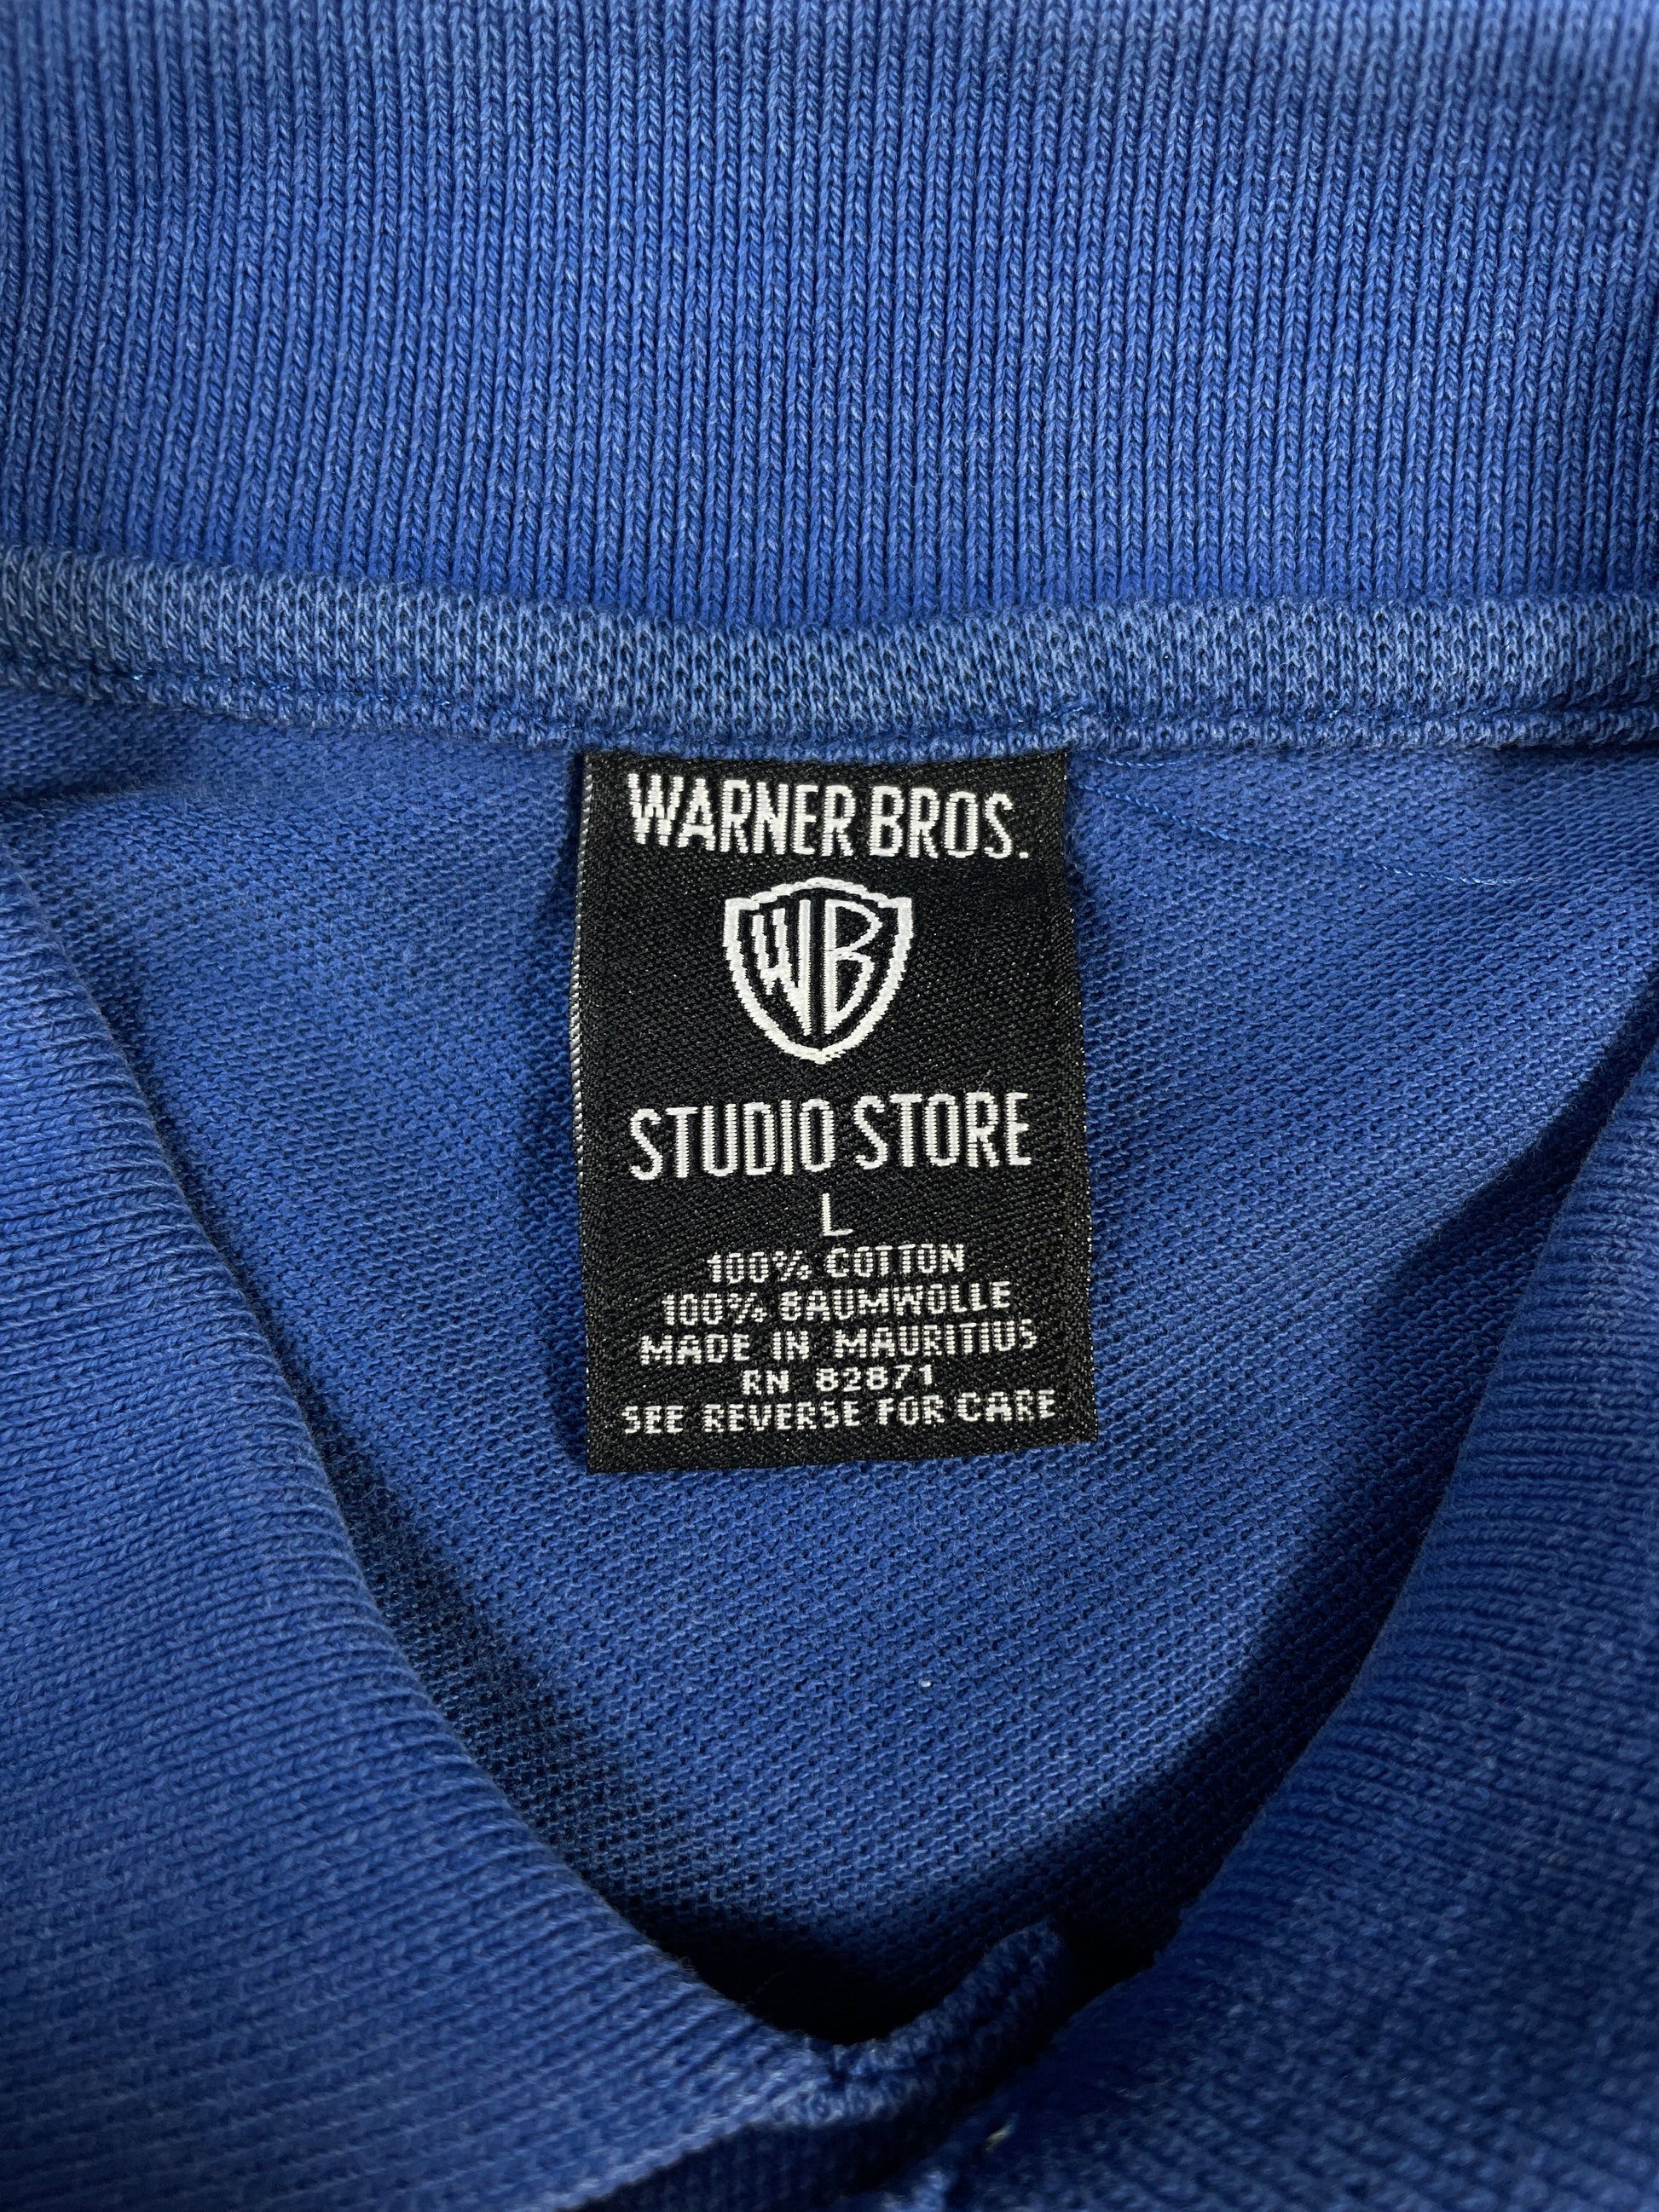 WARNER BROS.
WB
STUDIO STORE
L
100% COTTON
100% BAUMWOLLE
MADE IN MAURITIUS
RN 82871
SEE REVERSE FOR CARE